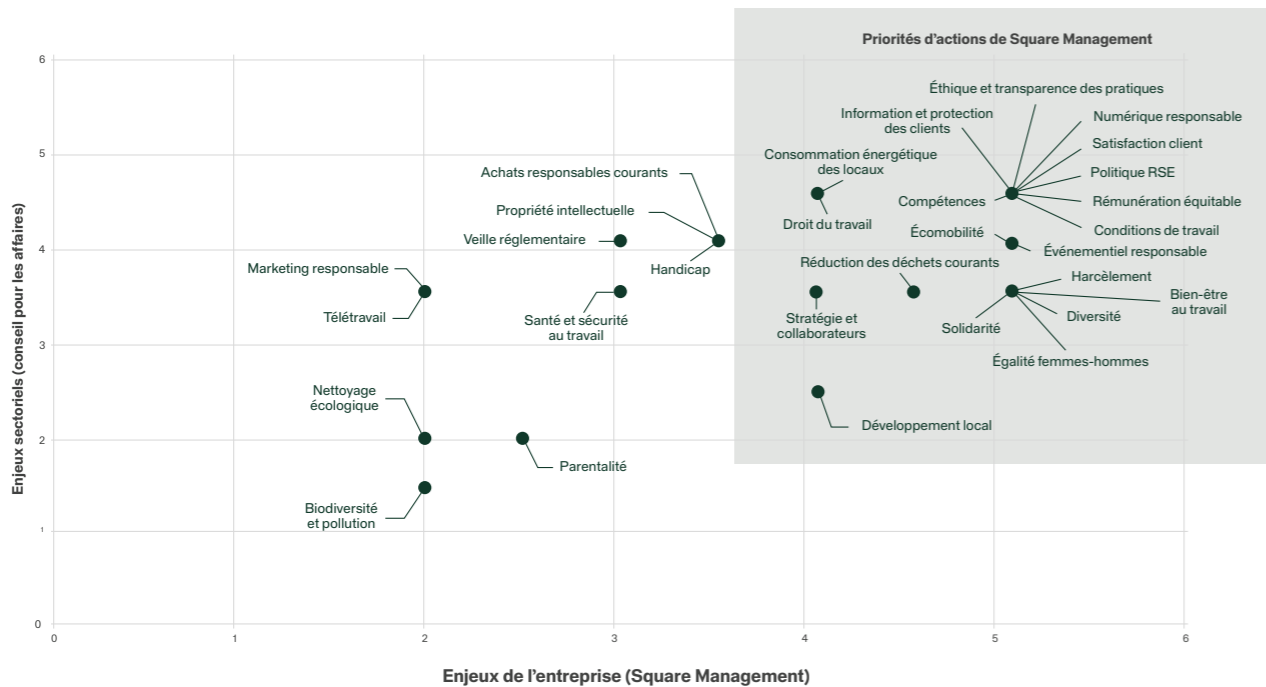 Priorités d’actions de Square Management
6
Éthique et transparence des pratiques
Information et protection
des clients
Numérique responsable
Satisfaction client
5
Consommation énergétique
des locaux
Achats responsables courants
Politique RSE
Compétences
Rémunération équitable
Propriété intellectuelle
Droit du travail
Conditions de travail
Veille réglementaire
Écomobilité
4
Événementiel responsable
Handicap
Marketing responsable
Réduction des déchets courants
Harcèlement
Bien-être
au travail
Télétravail
Santé et sécurité
au travail
Stratégie et
collaborateurs
Solidarité
Diversité
3
Égalité femmes-hommes
Nettoyage
écologique
Développement local
2
Parentalité
Biodiversité
et pollution
1
0
0
1
2
3
4
5
6
Enjeux sectoriels (conseil pour les affaires)
Enjeux de l’entreprise (Square Management)